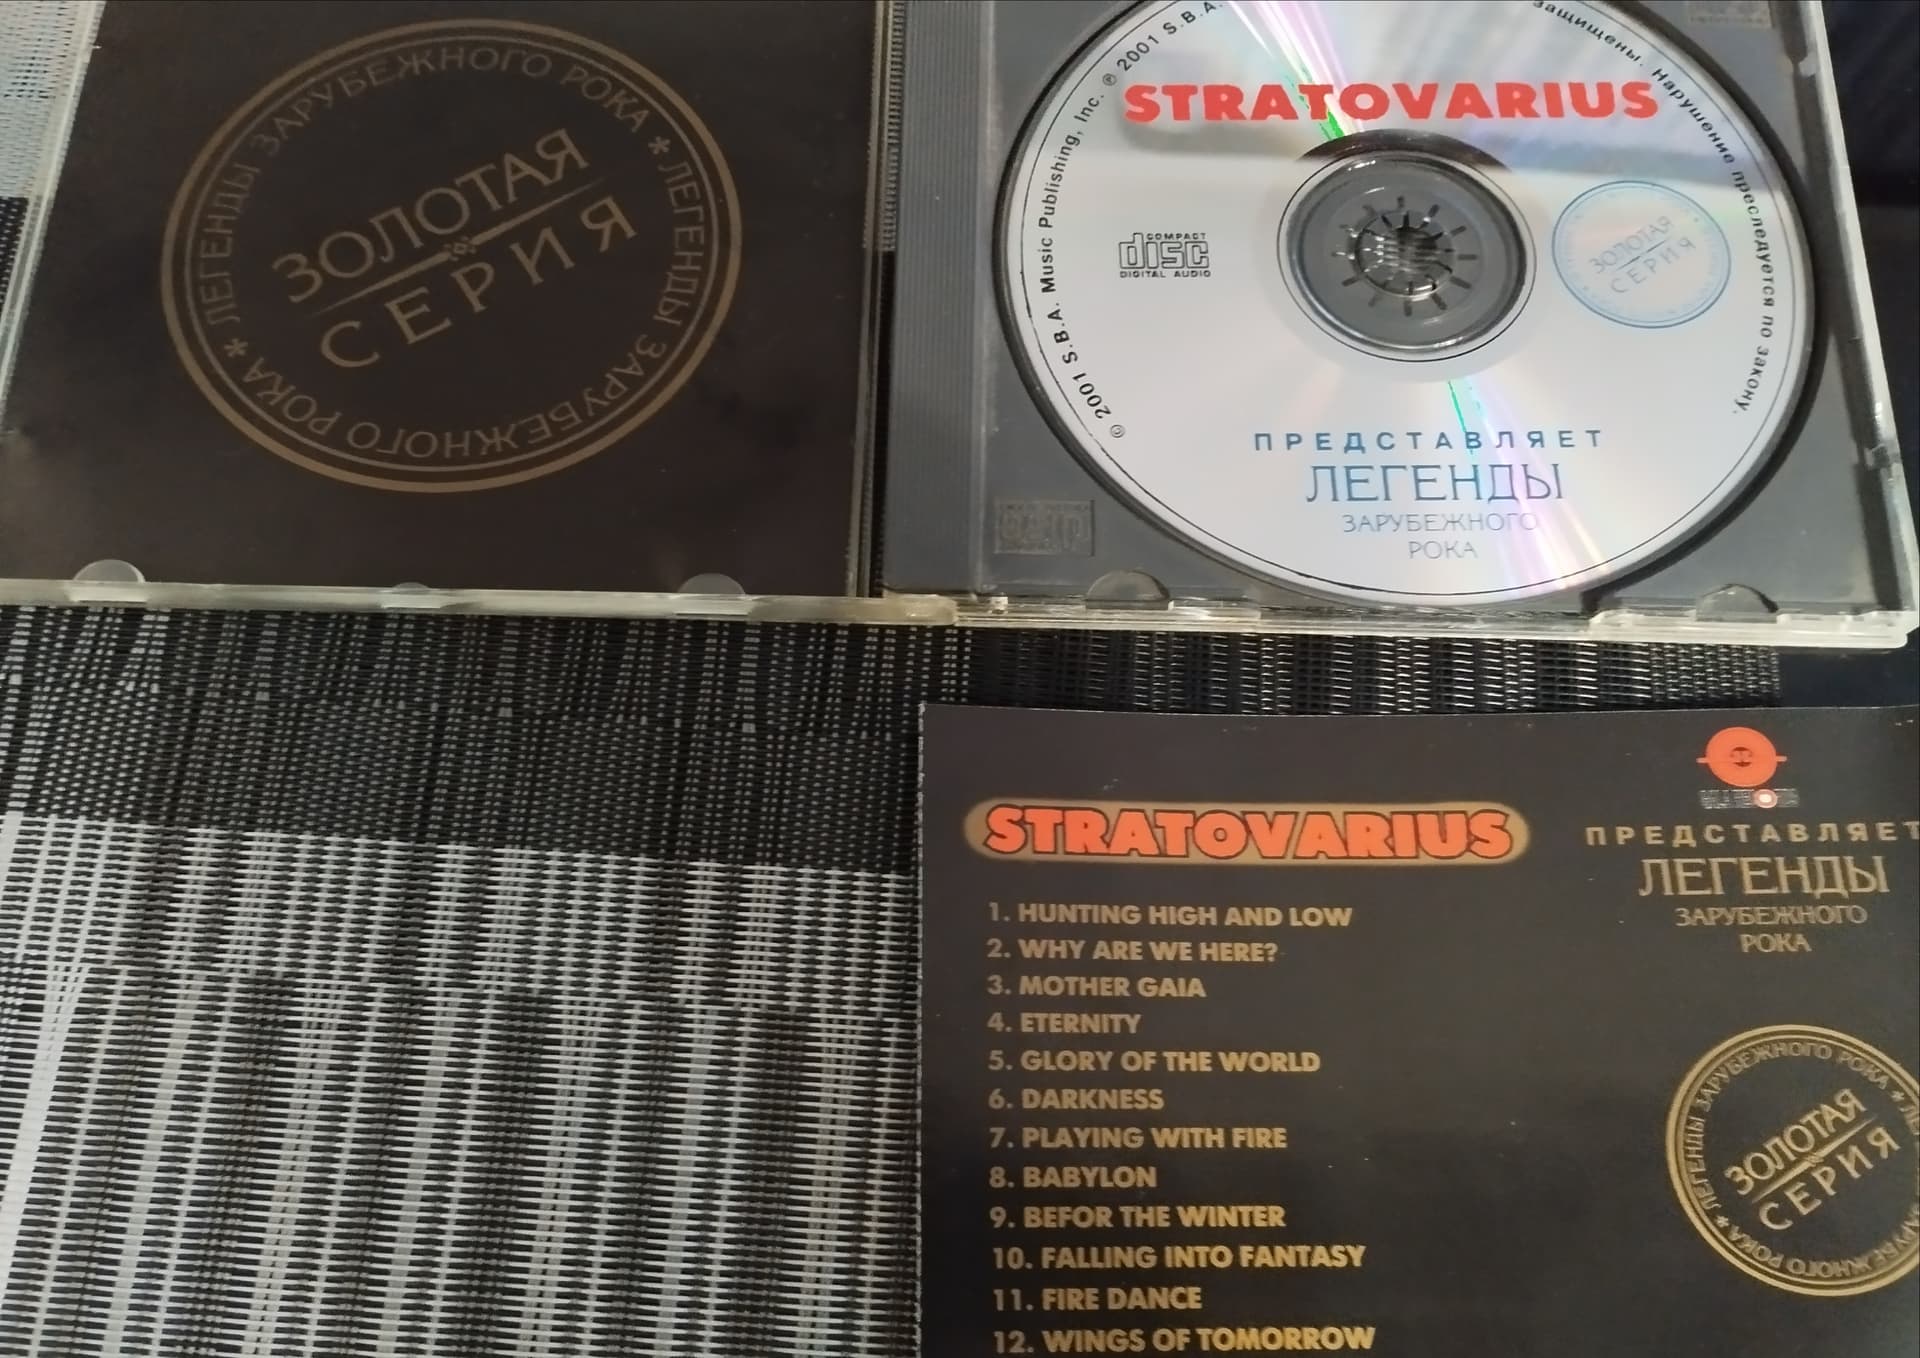 * ЛЕГЕНДЫ ЗАРУБЕЖНОГО РОКА * ЛЕГЕНДЫ ЗАРУБЕЖНОГО РОКА
ЗОЛОТАЯ
СЕРИЯ
© 2001 S.B.A. Music Publishing, Inc. ℗ 2001 S.B.A.
защищены. Нарушение преследуется по закону.
STRATOVARIUS
COMPACT
disc
DIGITAL AUDIO
ЗОЛОТАЯ
СЕРИЯ
ПРЕДСТАВЛЯЕТ
ЛЕГЕНДЫ
ЗАРУБЕЖНОГО
РОКА
STRATOVARIUS
1. HUNTING HIGH AND LOW
2. WHY ARE WE HERE?
3. MOTHER GAIA
4. ETERNITY
5. GLORY OF THE WORLD
6. DARKNESS
7. PLAYING WITH FIRE
8. BABYLON
9. BEFOR THE WINTER
10. FALLING INTO FANTASY
11. FIRE DANCE
12. WINGS OF TOMORROW
ПРЕДСТАВЛЯЕТ
ЛЕГЕНДЫ
ЗАРУБЕЖНОГО
РОКА
* ЛЕГЕНДЫ ЗАРУБЕЖНОГО РОКА * ЗАРУБЕЖНОГО РОКА
ЗОЛОТАЯ
СЕРИЯ